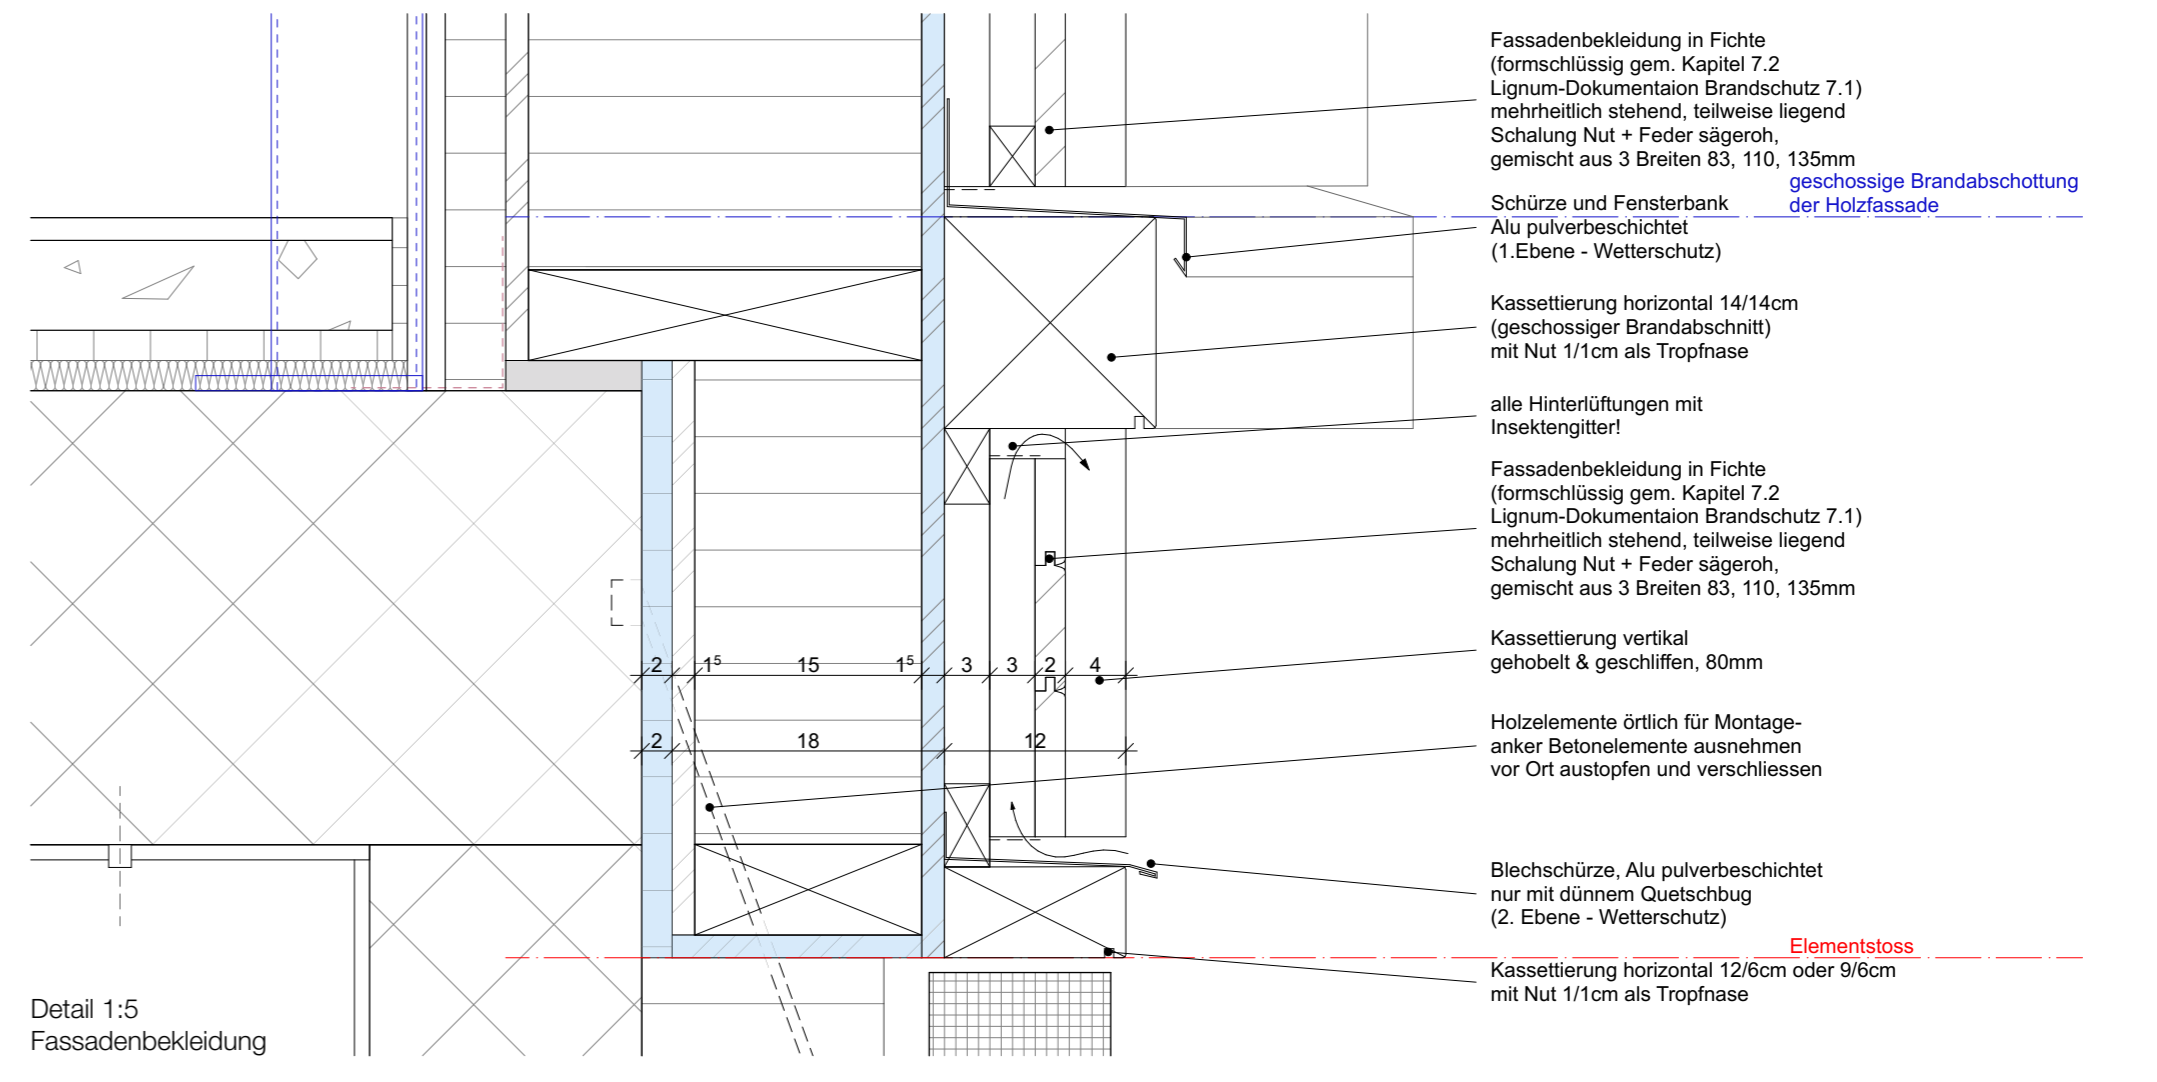 Fassadenbekleidung in Fichte
(formschlüssig gem. Kapitel 7.2
Lignum-Dokumentaion Brandschutz 7.1)
mehrheitlich stehend, teilweise liegend
Schalung Nut + Feder sägeroh,
gemischt aus 3 Breiten 83, 110, 135mm
geschossige Brandabschottung
der Holzfassade
Schürze und Fensterbank
Alu pulverbeschichtet
(1.Ebene - Wetterschutz)
Kassettierung horizontal 14/14cm
(geschossiger Brandabschnitt)
mit Nut 1/1cm als Tropfnase
alle Hinterlüftungen mit
Insektengitter!
Fassadenbekleidung in Fichte
(formschlüssig gem. Kapitel 7.2
Lignum-Dokumentaion Brandschutz 7.1)
mehrheitlich stehend, teilweise liegend
Schalung Nut + Feder sägeroh,
gemischt aus 3 Breiten 83, 110, 135mm
Kassettierung vertikal
gehobelt & geschliffen, 80mm
2 1⁵ 15 1⁵ 3 3 2 4
2 18 12
Holzelemente örtlich für Montage-
anker Betonelemente ausnehmen
vor Ort austopfen und verschliessen
Blechschürze, Alu pulverbeschichtet
nur mit dünnem Quetschbug
(2. Ebene - Wetterschutz)
Elementstoss
Kassettierung horizontal 12/6cm oder 9/6cm
mit Nut 1/1cm als Tropfnase
Detail 1:5
Fassadenbekleidung